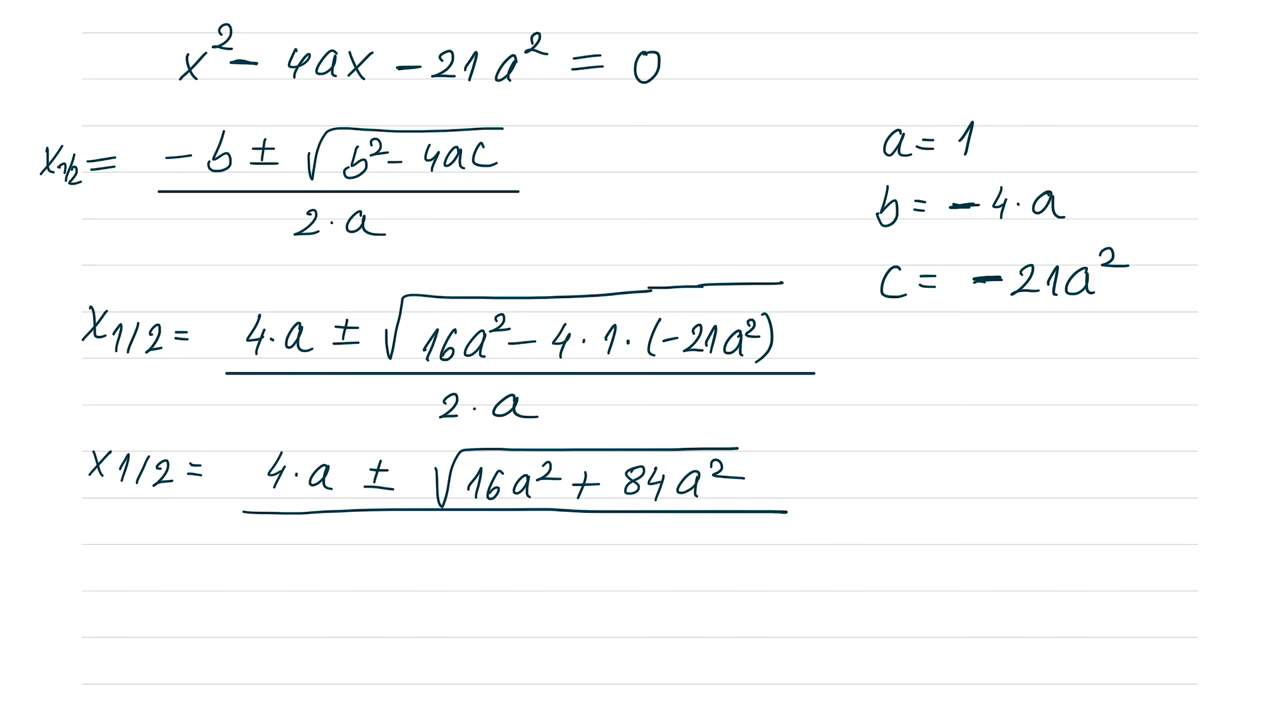 x² - 4ax - 21a² = 0
x₁/₂ = (-b ± √(b² - 4ac)) / (2·a)
a = 1
b = -4·a
c = -21a²
x₁/₂ = (4·a ± √(16a² - 4·1·(-21a²))) / (2·a)
x₁/₂ = (4·a ± √(16a² + 84a²)) /